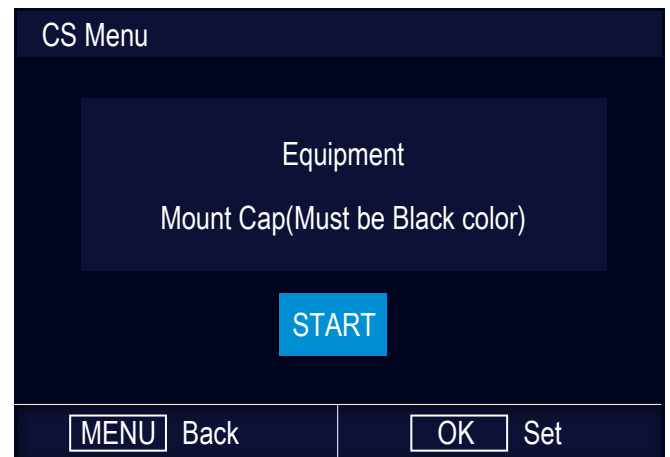 CS Menu
Equipment
Mount Cap(Must be Black color)
START
MENU Back
OK Set